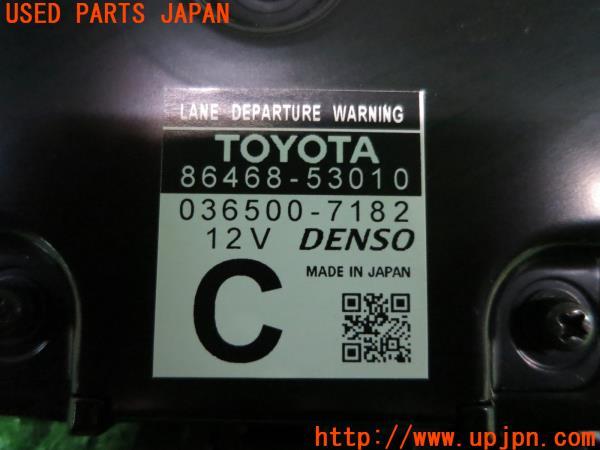 USED PARTS JAPAN
LANE DEPARTURE WARNING
TOYOTA
86468-53010
036500-7182
12V DENSO
C
MADE IN JAPAN
http://www.upjpn.com